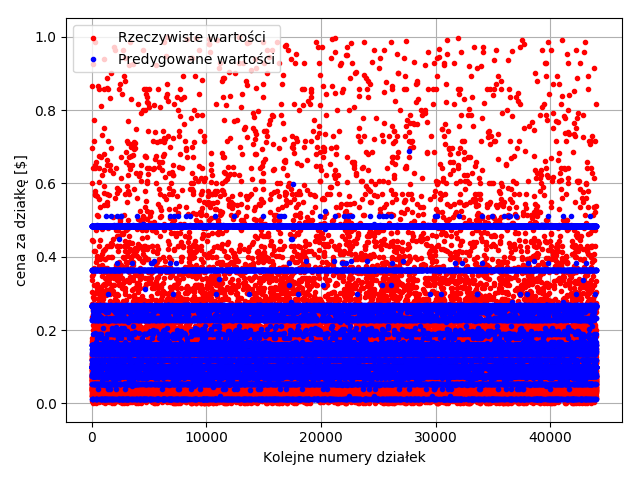 1.0
0.8
0.6
0.4
0.2
0.0
cena za działkę [$]
Rzeczywiste wartości
Predygowane wartości
0
10000
20000
30000
40000
Kolejne numery działek